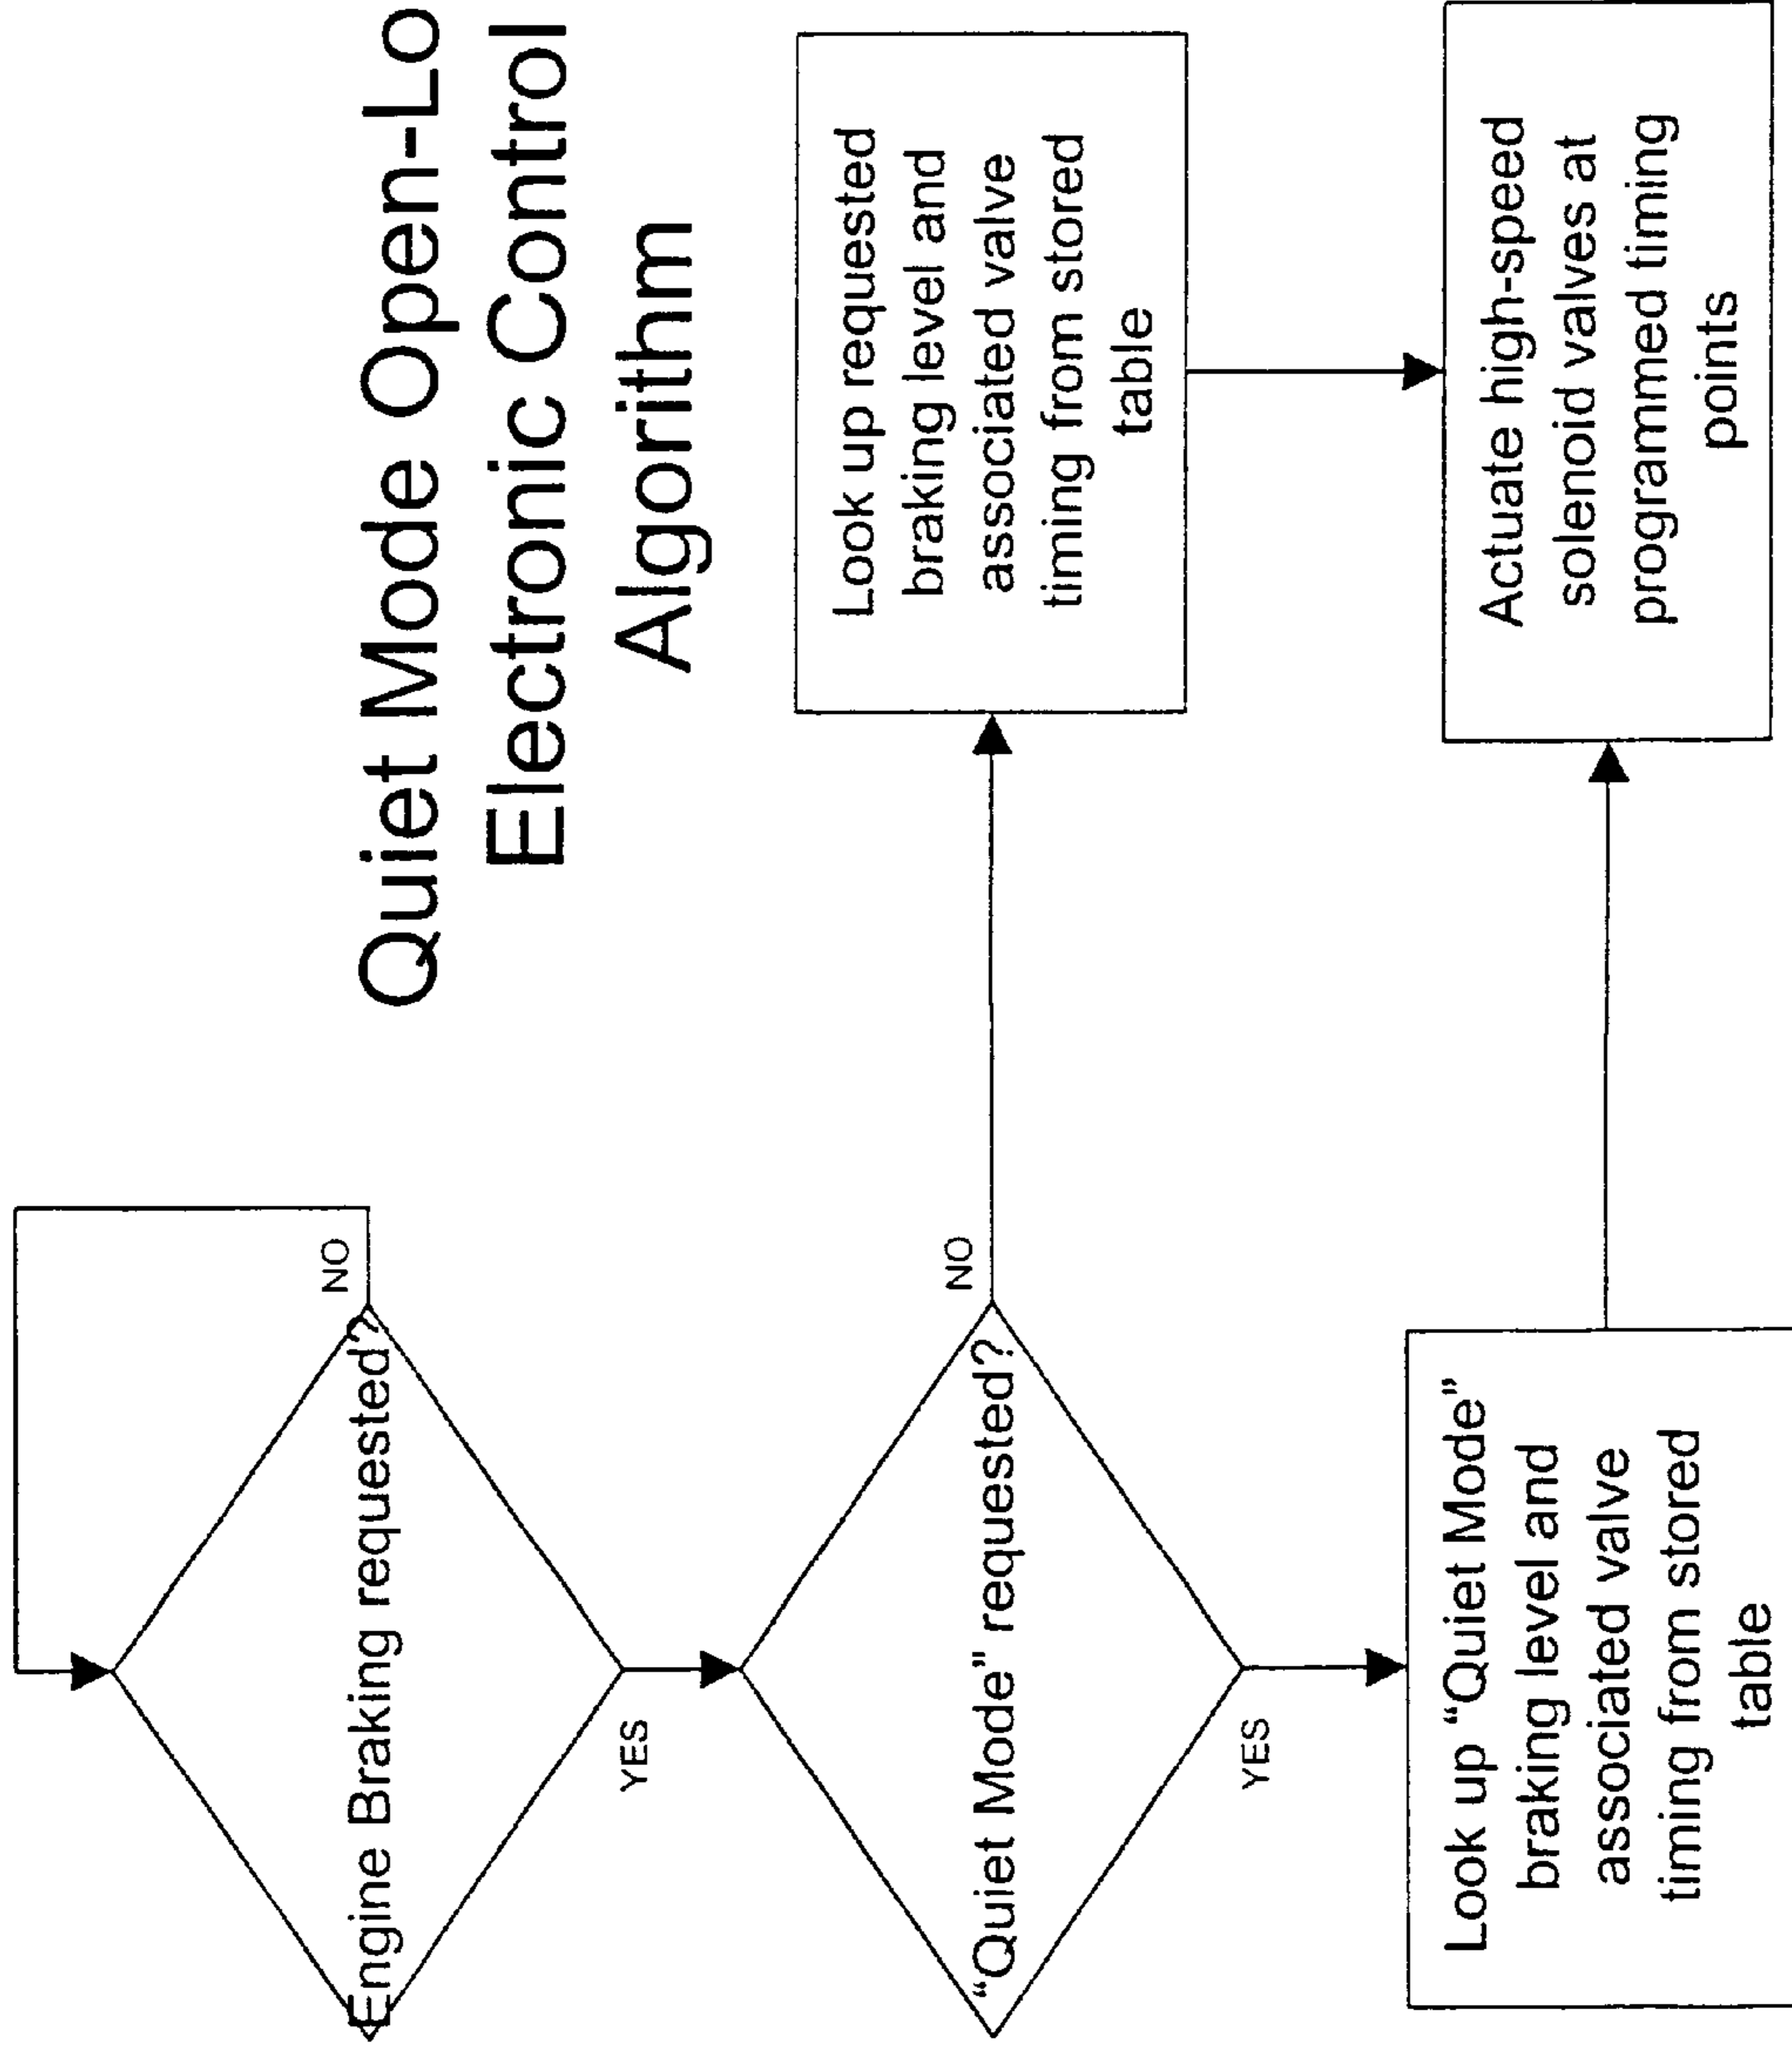 Quiet Mode Open-Lo
Electronic Control
Algorithm
Engine Braking requested?
NO
YES
“Quiet Mode” requested?
NO
YES
Look up requested
braking level and
associated valve
timing from stored
table
Look up “Quiet Mode”
braking level and
associated valve
timing from stored
table
Actuate high-speed
solenoid valves at
programmed timing
points